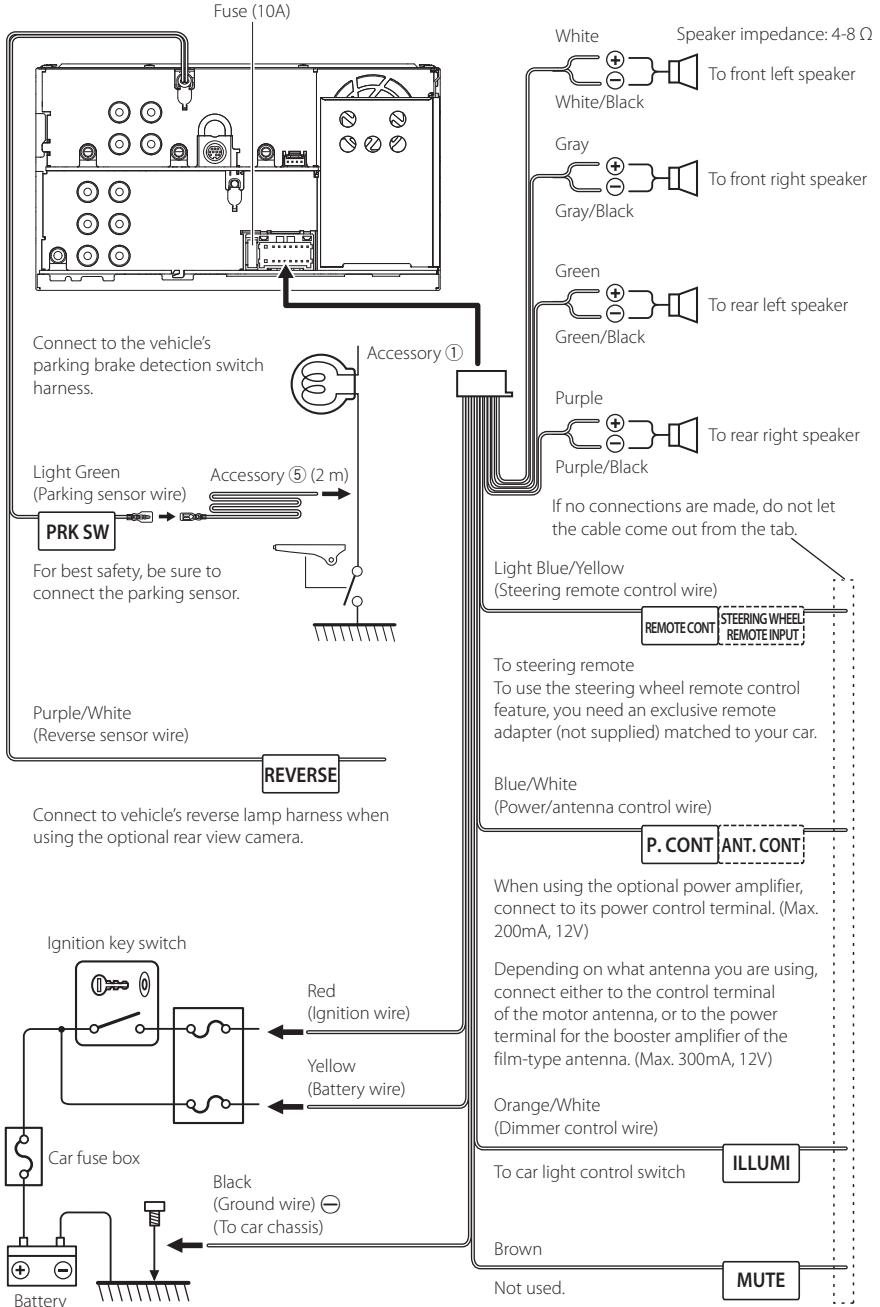 Fuse (10A)
White
Speaker impedance: 4-8 Ω
⊕
⊖
To front left speaker
White/Black
Gray
⊕
⊖
To front right speaker
Gray/Black
Green
⊕
⊖
To rear left speaker
Green/Black
Purple
⊕
⊖
To rear right speaker
Purple/Black
If no connections are made, do not let
the cable come out from the tab.
Connect to the vehicle’s
parking brake detection switch
harness.
Accessory ①
Light Green
(Parking sensor wire)
Accessory ⑤ (2 m)
PRK SW
For best safety, be sure to
connect the parking sensor.
Light Blue/Yellow
(Steering remote control wire)
REMOTE CONT
STEERING WHEEL
REMOTE INPUT
To steering remote
To use the steering wheel remote control
feature, you need an exclusive remote
adapter (not supplied) matched to your car.
Purple/White
(Reverse sensor wire)
REVERSE
Connect to vehicle’s reverse lamp harness when
using the optional rear view camera.
Blue/White
(Power/antenna control wire)
P. CONT
ANT. CONT
When using the optional power amplifier,
connect to its power control terminal. (Max.
200mA, 12V)
Depending on what antenna you are using,
connect either to the control terminal
of the motor antenna, or to the power
terminal for the booster amplifier of the
film-type antenna. (Max. 300mA, 12V)
Ignition key switch
Red
(Ignition wire)
Yellow
(Battery wire)
Car fuse box
Black
(Ground wire) ⊖
(To car chassis)
⊕
⊖
Battery
Orange/White
(Dimmer control wire)
ILLUMI
To car light control switch
Brown
MUTE
Not used.